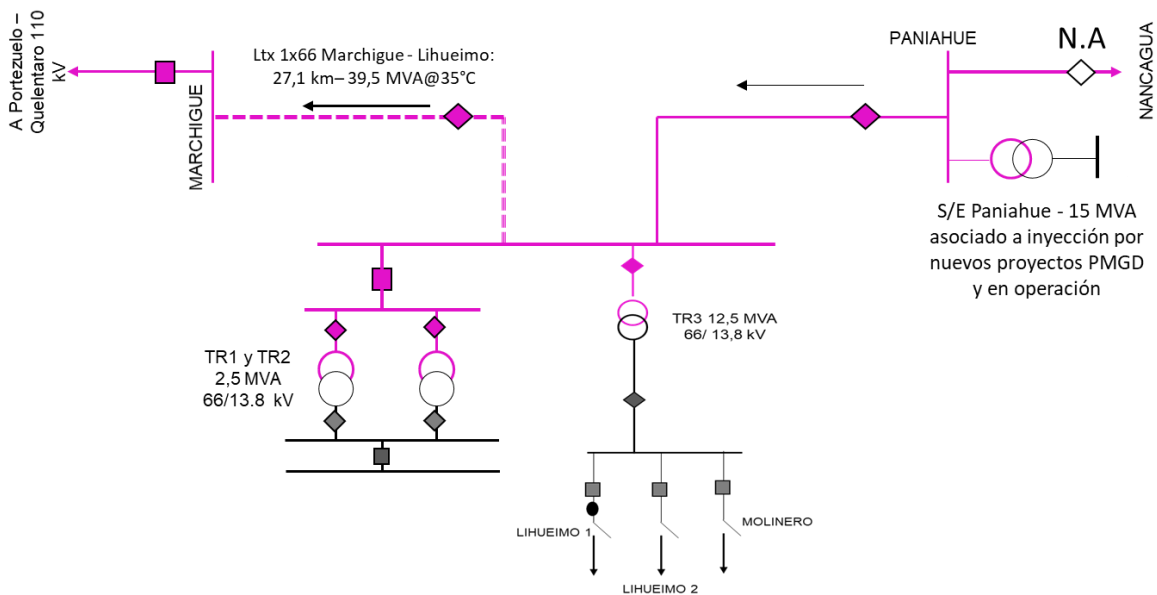 A Portezuelo –
Quelentaro 110
kV
MARCHIGUE
Ltx 1x66 Marchigue - Lihueimo:
27,1 km– 39,5 MVA@35°C
PANIAHUE
N.A
NANCAGUA
S/E Paniahue - 15 MVA
asociado a inyección por
nuevos proyectos PMGD
y en operación
TR1 y TR2
2,5 MVA
66/13.8 kV
TR3 12,5 MVA
66/ 13,8 kV
LIHUEIMO 1
MOLINERO
LIHUEIMO 2